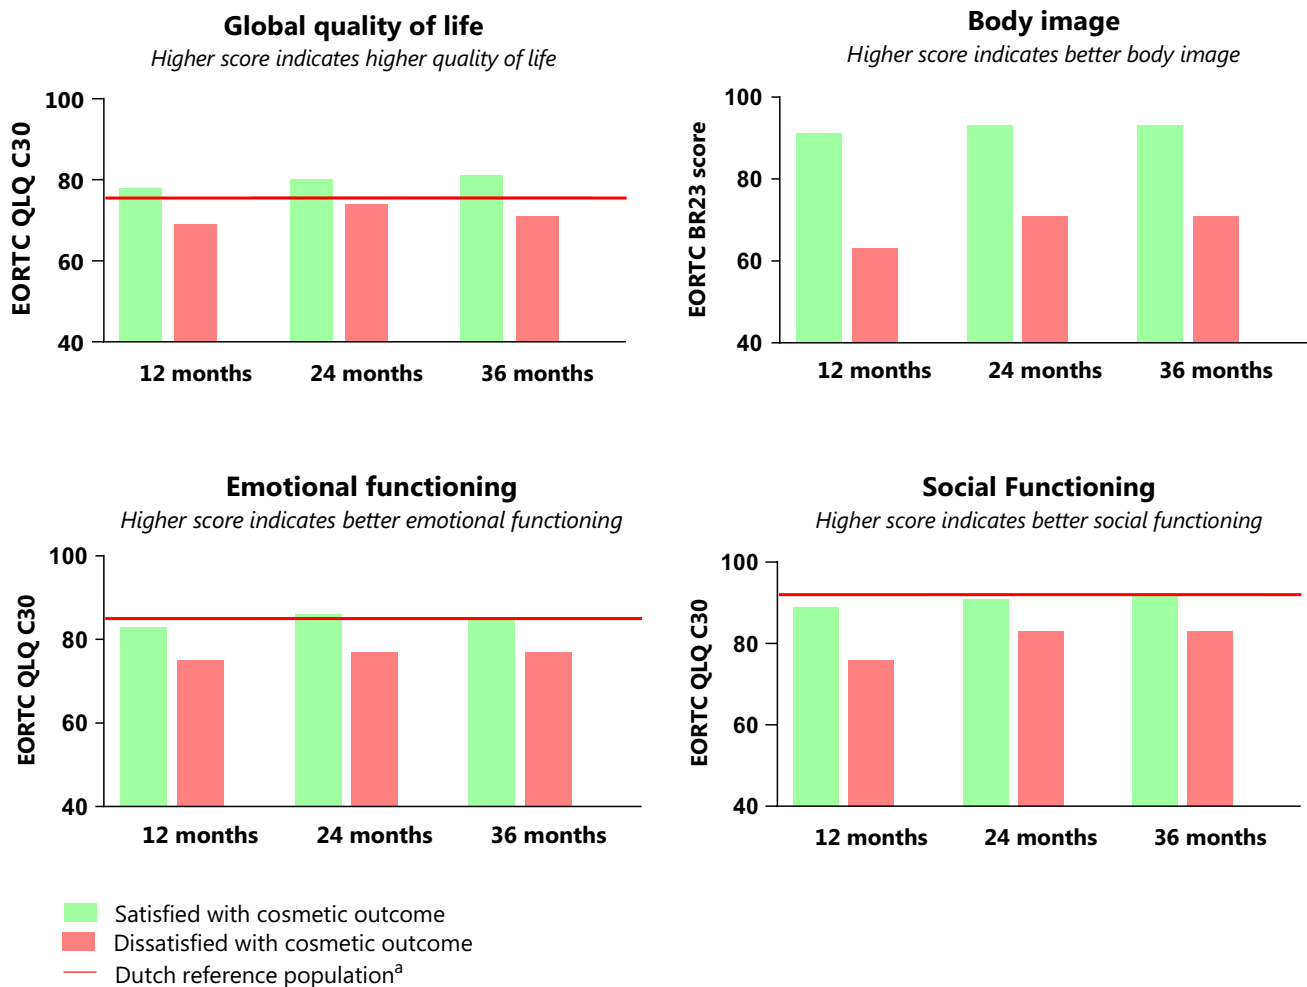 Global quality of life
Higher score indicates higher quality of life
EORTC QLQ C30
100
80
60
40
12 months
24 months
36 months
Body image
Higher score indicates better body image
EORTC BR23 score
100
80
60
40
12 months
24 months
36 months
Emotional functioning
Higher score indicates better emotional functioning
EORTC QLQ C30
100
80
60
40
12 months
24 months
36 months
Social Functioning
Higher score indicates better social functioning
EORTC QLQ C30
100
80
60
40
12 months
24 months
36 months
Satisfied with cosmetic outcome
Dissatisfied with cosmetic outcome
Dutch reference populationᵃ